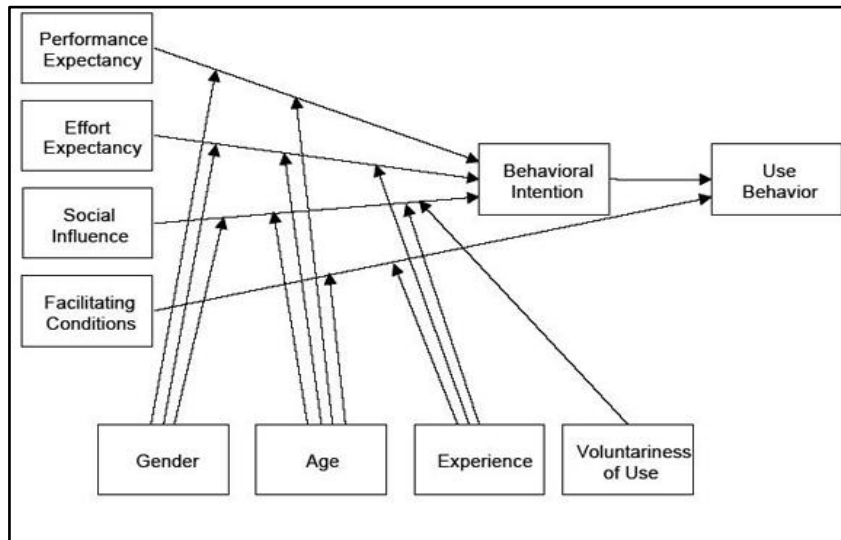 Performance
Expectancy
Effort
Expectancy
Social
Influence
Facilitating
Conditions
Behavioral
Intention
Use
Behavior
Gender
Age
Experience
Voluntariness
of Use